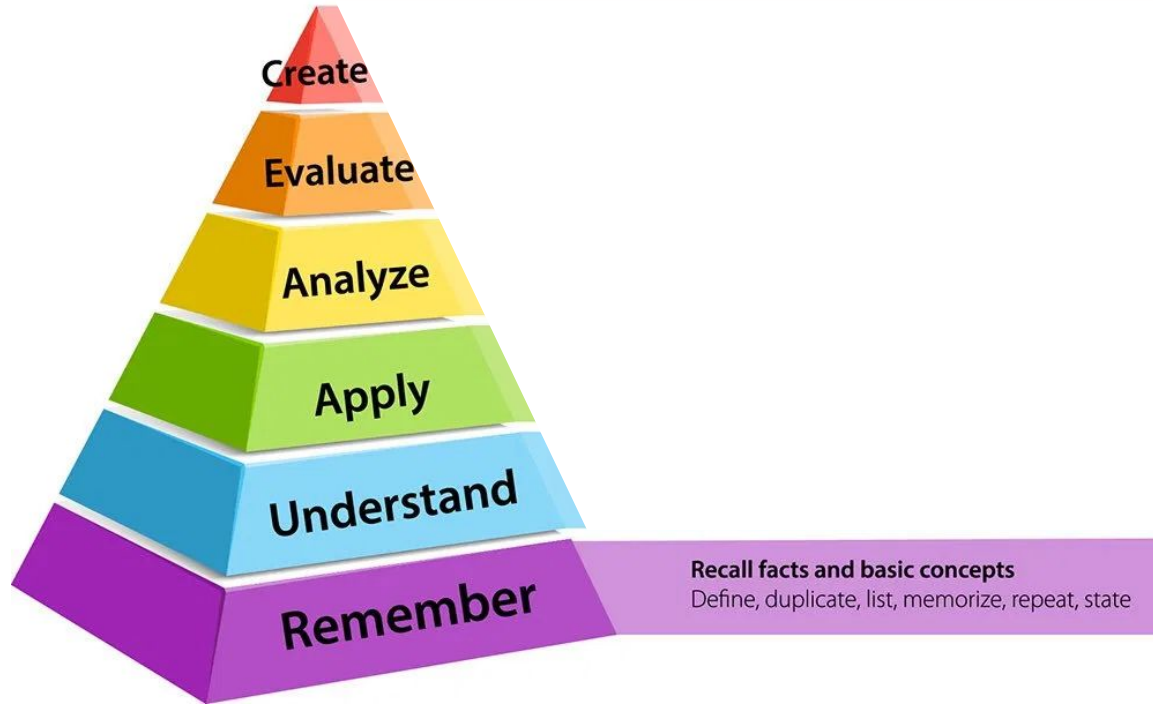 Create
Evaluate
Analyze
Apply
Understand
Remember
Recall facts and basic concepts
Define, duplicate, list, memorize, repeat, state